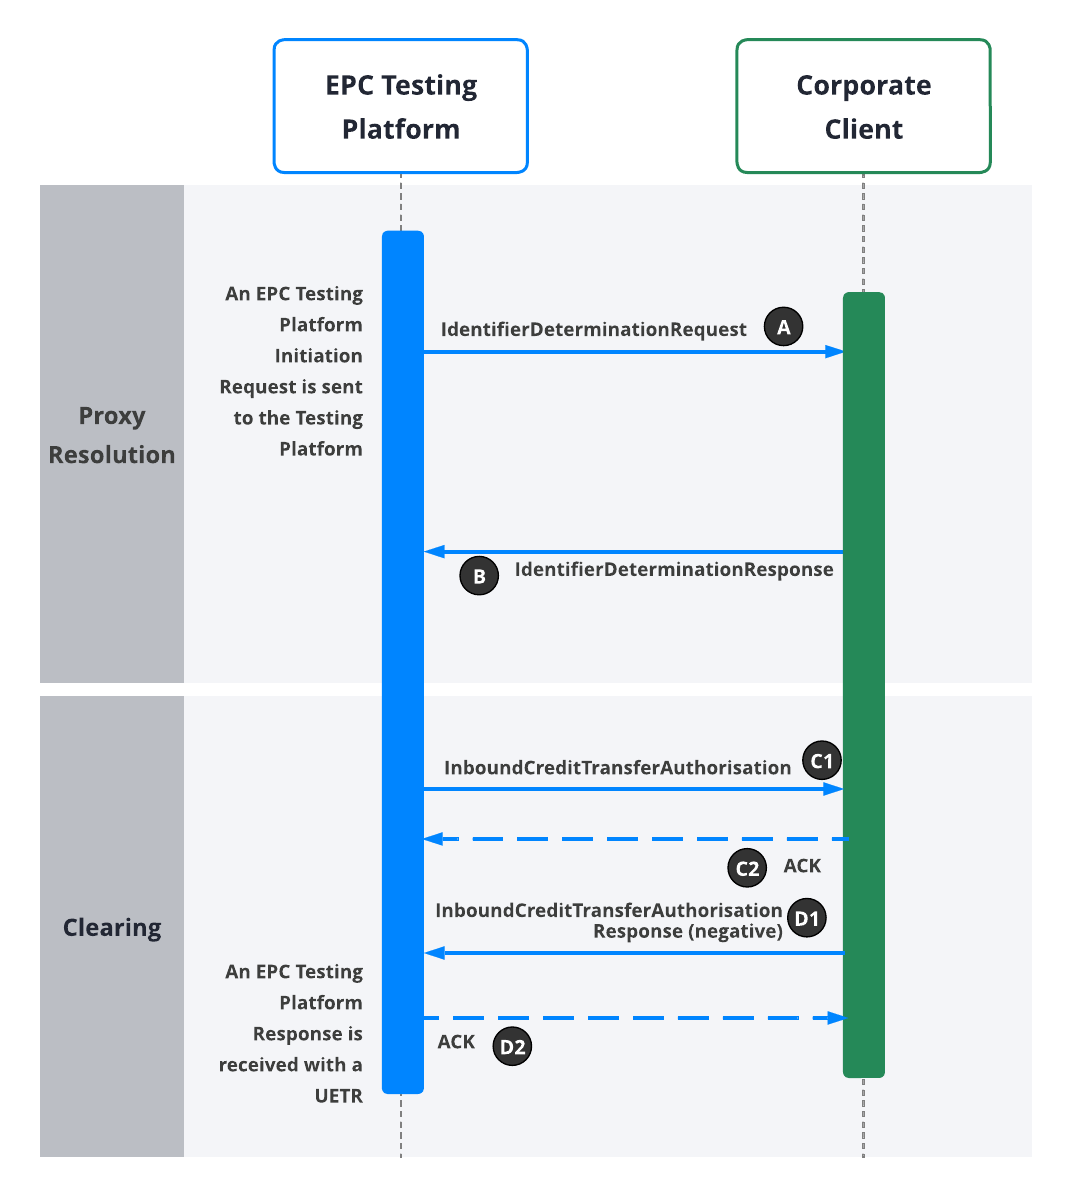 EPC Testing
Platform
Corporate
Client
Proxy
Resolution
An EPC Testing
Platform
Initiation
Request is sent
to the Testing
Platform
IdentifierDeterminationRequest
A
B
IdentifierDeterminationResponse
Clearing
InboundCreditTransferAuthorisation
C1
C2
ACK
InboundCreditTransferAuthorisation
Response (negative)
D1
An EPC Testing
Platform
Response is
received with a
UETR
ACK
D2